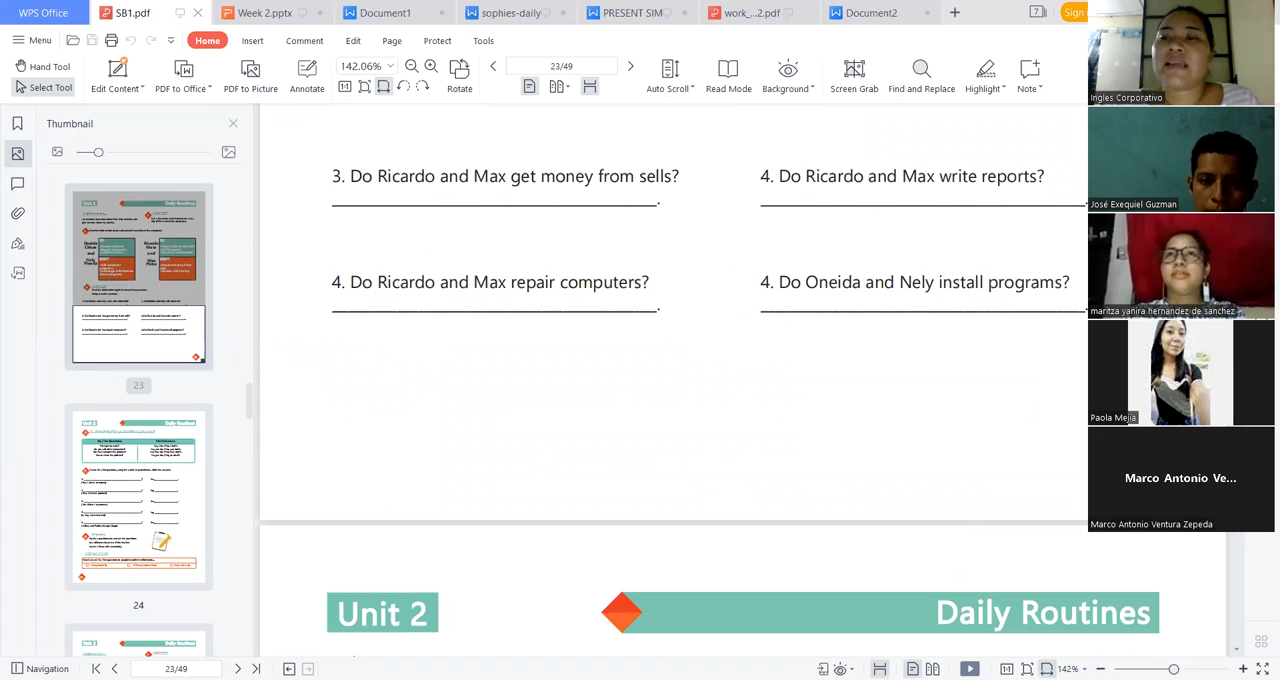 WPS Office
SB1.pdf
Week 2.pptx
Document1
sophies-daily
PRESENT SIM
work_...2.pdf
Document2
7
Sign
Menu
Home
Insert
Comment
Edit
Page
Protect
Tools
Hand Tool
Select Tool
Edit Content
PDF to Office
PDF to Picture
Annotate
142.06%
Rotate
23/49
Auto Scroll
Read Mode
Background
Screen Grab
Find and Replace
Highlight
Note
Thumbnail
23
Unit 2
Daily Routines
24
3. Do Ricardo and Max get money from sells?
4. Do Ricardo and Max write reports?
4. Do Ricardo and Max repair computers?
4. Do Oneida and Nely install programs?
Unit 2
Daily Routines
Ingles Corporativo
José Exequiel Guzman
maritza yanira hernandez de sanchez
Paola Mejia
Marco Antonio Ve...
Marco Antonio Ventura Zepeda
Navigation
23/49
142%